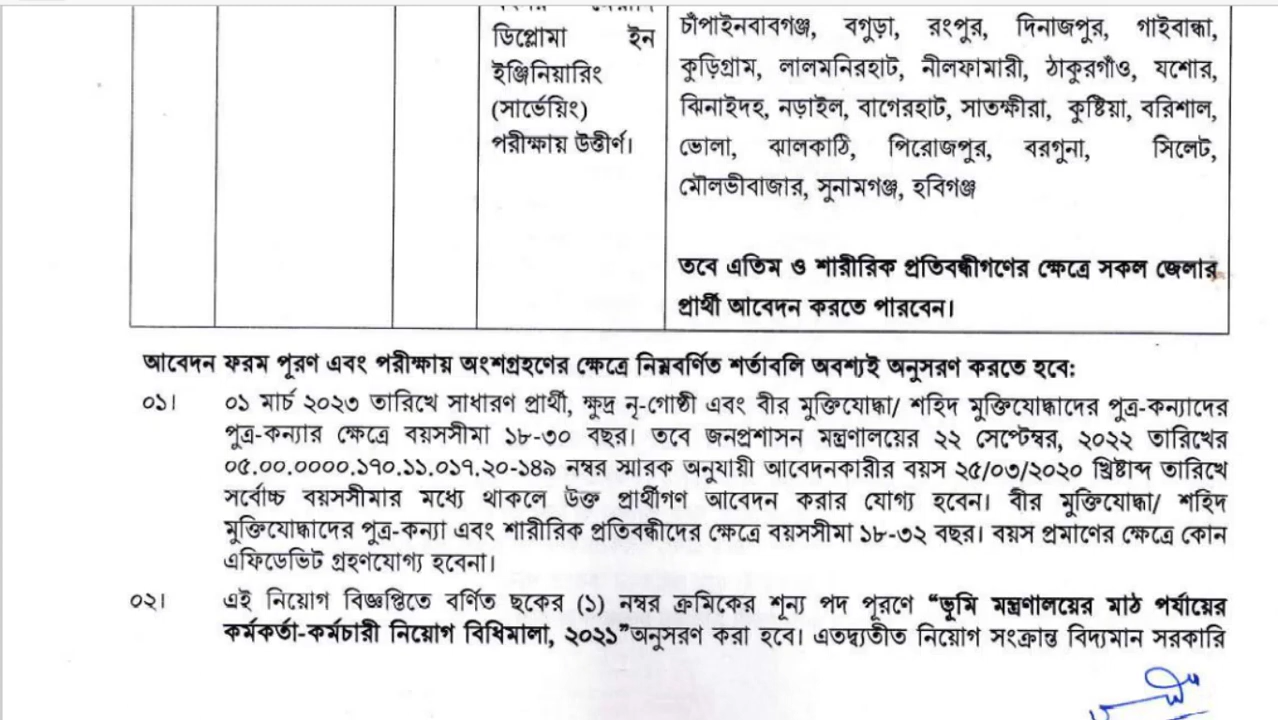 ডিপ্লোমা ইন
ইঞ্জিনিয়ারিং
(সার্ভেয়িং)
পরীক্ষায় উত্তীর্ণ।
চাঁপাইনবাবগঞ্জ, বগুড়া, রংপুর, দিনাজপুর, গাইবান্ধা,
কুড়িগ্রাম, লালমনিরহাট, নীলফামারী, ঠাকুরগাঁও, যশোর,
ঝিনাইদহ, নড়াইল, বাগেরহাট, সাতক্ষীরা, কুষ্টিয়া, বরিশাল,
ভোলা, ঝালকাঠি, পিরোজপুর, বরগুনা, সিলেট,
মৌলভীবাজার, সুনামগঞ্জ, হবিগঞ্জ
তবে এতিম ও শারীরিক প্রতিবন্ধীগণের ক্ষেত্রে সকল জেলার
প্রার্থী আবেদন করতে পারবেন।
আবেদন ফরম পূরণ এবং পরীক্ষায় অংশগ্রহণের ক্ষেত্রে নিম্নবর্ণিত শর্তাবলি অবশ্যই অনুসরণ করতে হবে:
০১। ০১ মার্চ ২০২৩ তারিখে সাধারণ প্রার্থী, ক্ষুদ্র নৃ-গোষ্ঠী এবং বীর মুক্তিযোদ্ধা/ শহিদ মুক্তিযোদ্ধাদের পুত্র-কন্যাদের
পুত্র-কন্যার ক্ষেত্রে বয়সসীমা ১৮-৩০ বছর। তবে জনপ্রশাসন মন্ত্রণালয়ের ২২ সেপ্টেম্বর, ২০২২ তারিখের
০৫.০০.০০০০.১৭০.১১.০১৭.২০-১৪৯ নম্বর স্মারক অনুযায়ী আবেদনকারীর বয়স ২৫/০৩/২০২০ খ্রিষ্টাব্দ তারিখে
সর্বোচ্চ বয়সসীমার মধ্যে থাকলে উক্ত প্রার্থীগণ আবেদন করার যোগ্য হবেন। বীর মুক্তিযোদ্ধা/ শহিদ
মুক্তিযোদ্ধাদের পুত্র-কন্যা এবং শারীরিক প্রতিবন্ধীদের ক্ষেত্রে বয়সসীমা ১৮-৩২ বছর। বয়স প্রমাণের ক্ষেত্রে কোন
এফিডেভিট গ্রহণযোগ্য হবেনা।
০২। এই নিয়োগ বিজ্ঞপ্তিতে বর্ণিত ছকের (১) নম্বর ক্রমিকের শূন্য পদ পূরণে “ভূমি মন্ত্রণালয়ের মাঠ পর্যায়ের
কর্মকর্তা-কর্মচারী নিয়োগ বিধিমালা, ২০২১”অনুসরণ করা হবে। এতদ্ব্যতীত নিয়োগ সংক্রান্ত বিদ্যমান সরকারি